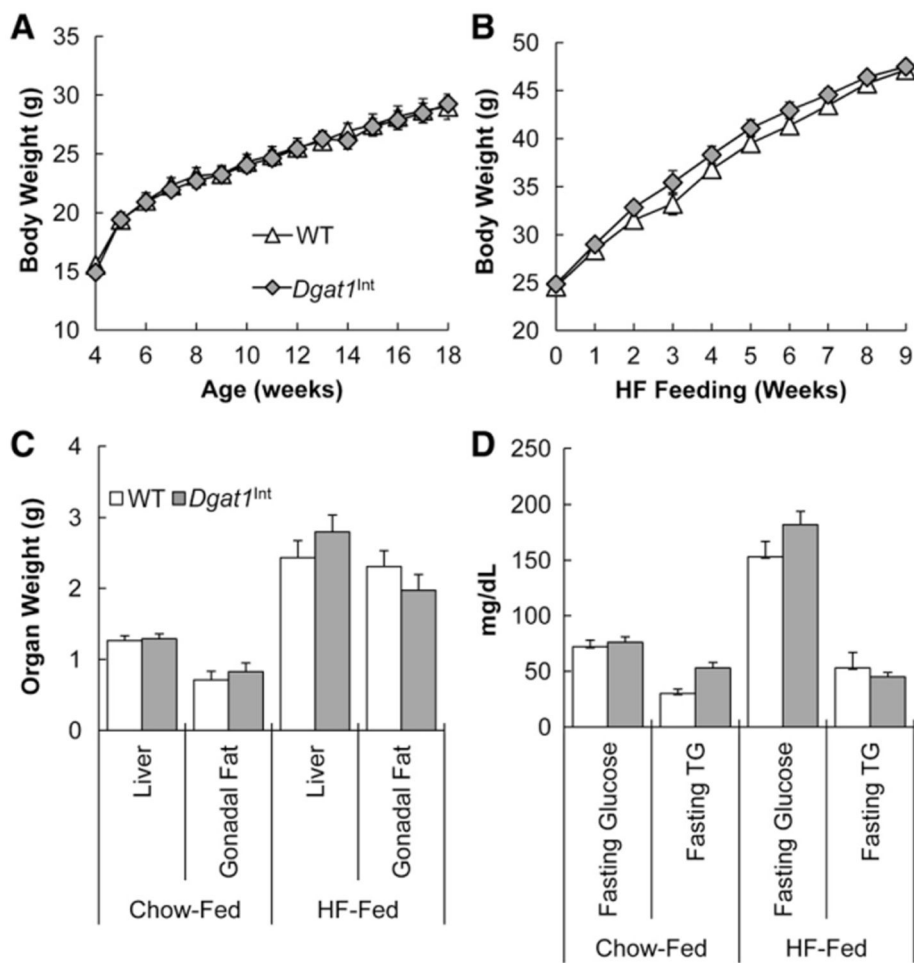 A
35
30
25
20
15
10
Body Weight (g)
WT
Dgat1Int
4 6 8 10 12 14 16 18
Age (weeks)
B
50
45
40
35
30
25
20
Body Weight (g)
0 1 2 3 4 5 6 7 8 9
HF Feeding (Weeks)
C
4
3
2
1
0
Organ Weight (g)
WT Dgat1Int
Liver
Gonadal Fat
Liver
Gonadal Fat
Chow-Fed HF-Fed
D
250
200
150
100
50
0
mg/dL
Fasting Glucose
Fasting TG
Fasting Glucose
Fasting TG
Chow-Fed HF-Fed